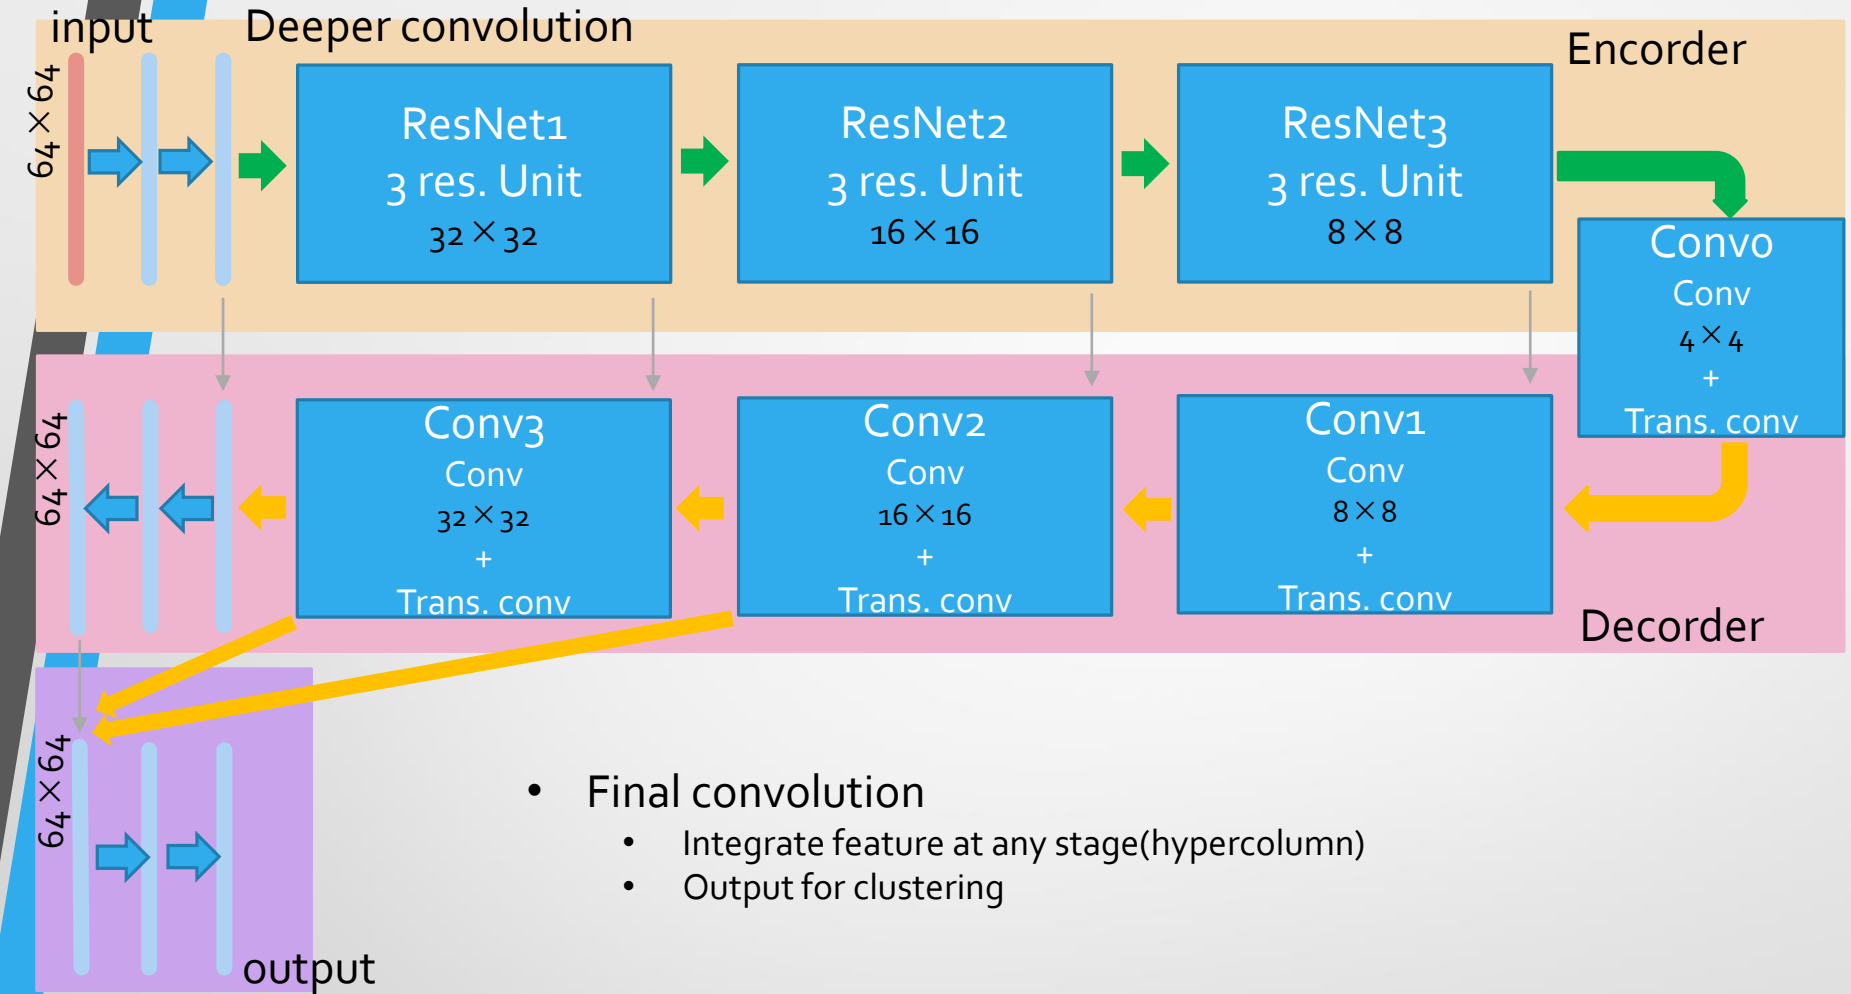 input
Deeper convolution
Encorder
64×64
ResNet1
3 res. Unit
32×32
ResNet2
3 res. Unit
16×16
ResNet3
3 res. Unit
8×8
Conv0
Conv
4×4
+
Trans. conv
64×64
Conv3
Conv
32×32
+
Trans. conv
Conv2
Conv
16×16
+
Trans. conv
Conv1
Conv
8×8
+
Trans. conv
Decorder
64×64
• Final convolution
• Integrate feature at any stage(hypercolumn)
• Output for clustering
output